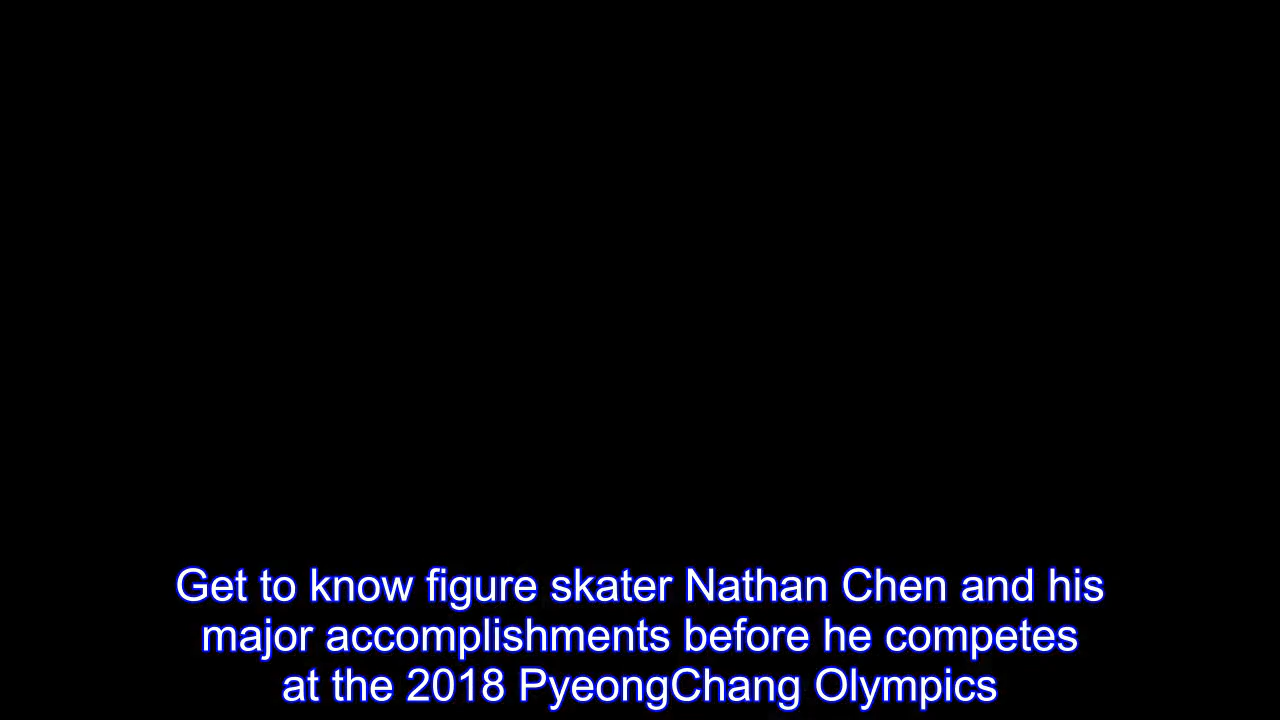 Get to know figure skater Nathan Chen and his
major accomplishments before he competes
at the 2018 PyeongChang Olympics